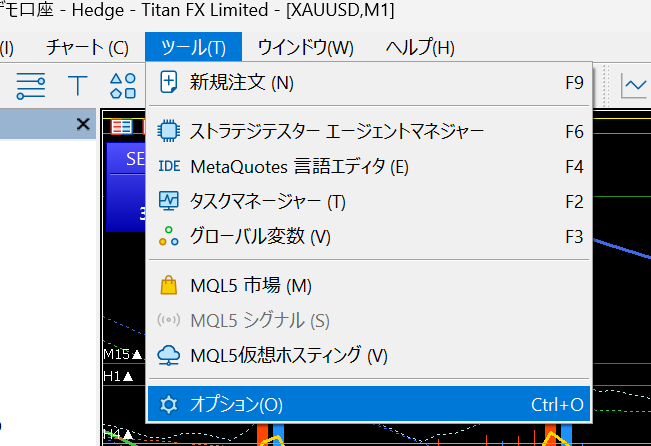 デモ口座 - Hedge - Titan FX Limited - [XAUUSD,M1]
(I) チャート (C) ツール(T) ウインドウ(W) ヘルプ(H)
新規注文 (N) F9
ストラテジテスター エージェントマネジャー F6
IDE MetaQuotes 言語エディタ (E) F4
タスクマネージャー (T) F2
グローバル変数 (V) F3
MQL5 市場 (M)
MQL5 シグナル (S)
MQL5仮想ホスティング (V)
オプション(O) Ctrl+O
SE
3
M15▲
H1▲
H4▲